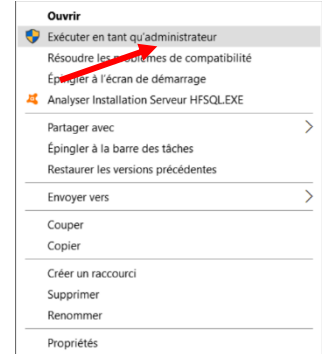 Ouvrir
Exécuter en tant qu'administrateur
Résoudre les problèmes de compatibilité
Épingler à l'écran de démarrage
Analyser Installation Serveur HFSQL.EXE
Partager avec
Épingler à la barre des tâches
Restaurer les versions précédentes
Envoyer vers
Couper
Copier
Créer un raccourci
Supprimer
Renommer
Propriétés